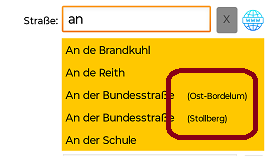 Straße: an X
An de Brandkuhl
An de Reith
An der Bundesstraße (Ost-Bordelum)
An der Bundesstraße (Stollberg)
An der Schule